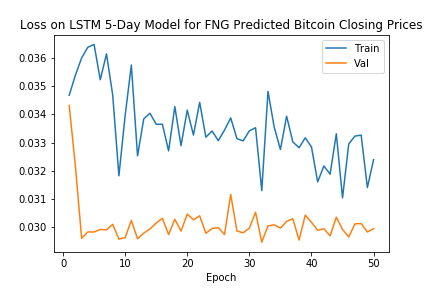 Loss on LSTM 5-Day Model for FNG Predicted Bitcoin Closing Prices
Train
Val
0.036
0.035
0.034
0.033
0.032
0.031
0.030
0 10 20 30 40 50
Epoch